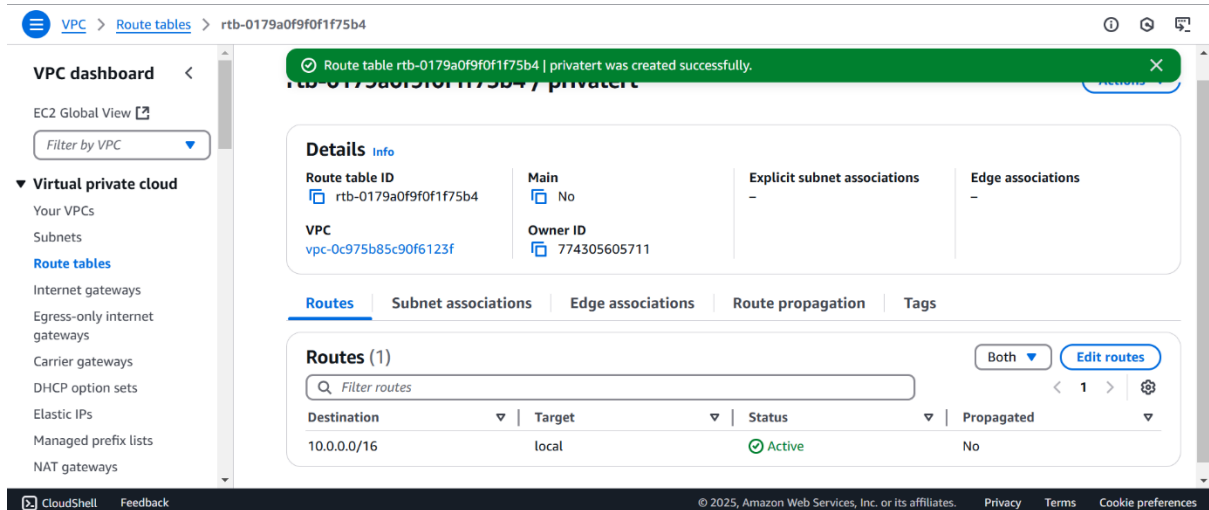 VPC > Route tables > rtb-0179a0f9f0f1f75b4
VPC dashboard
EC2 Global View
Filter by VPC
Virtual private cloud
Your VPCs
Subnets
Route tables
Internet gateways
Egress-only internet
gateways
Carrier gateways
DHCP option sets
Elastic IPs
Managed prefix lists
NAT gateways
Route table rtb-0179a0f9f0f1f75b4 | privatert was created successfully.
rtb-0179a0f9f0f1f75b4 / privatert
Actions
Details Info
Route table ID
rtb-0179a0f9f0f1f75b4
Main
No
Explicit subnet associations
–
Edge associations
–
VPC
vpc-0c975b85c90f6123f
Owner ID
774305605711
Routes Subnet associations Edge associations Route propagation Tags
Routes (1)
Both
Edit routes
Filter routes
< 1 >
Destination Target Status Propagated
10.0.0.0/16 local Active No
CloudShell Feedback © 2025, Amazon Web Services, Inc. or its affiliates. Privacy Terms Cookie preferences